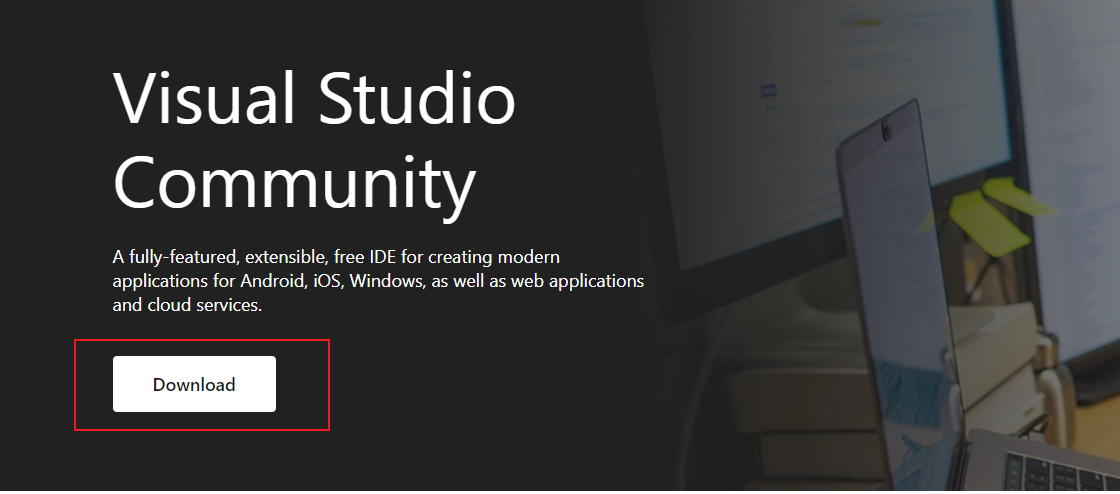 Visual Studio
Community
A fully-featured, extensible, free IDE for creating modern
applications for Android, iOS, Windows, as well as web applications
and cloud services.
Download